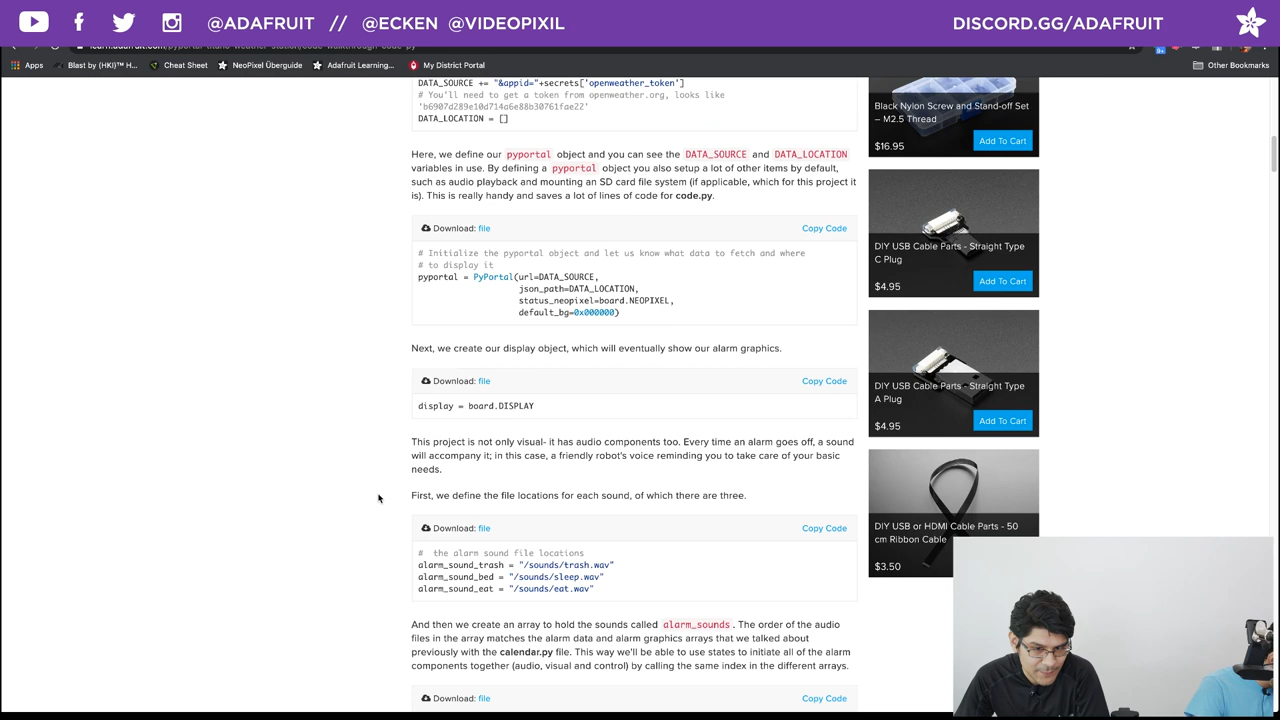 @ADAFRUIT // @ECKEN @VIDEOPIXIL
DISCORD.GG/ADAFRUIT
Apps
Blast by (HKI)™ H...
Cheat Sheet
NeoPixel Überguide
Adafruit Learning...
My District Portal
Other Bookmarks
DATA_SOURCE += "&appid="+secrets['openweather_token']
# You'll need to get a token from openweather.org, looks like
'b6907d289e10d714a6e88b30761fae22'
DATA_LOCATION = []
Here, we define our pyportal object and you can see the DATA_SOURCE and DATA_LOCATION
variables in use. By defining a pyportal object you also setup a lot of other items by default,
such as audio playback and mounting an SD card file system (if applicable, which for this project it
is). This is really handy and saves a lot of lines of code for code.py.
Download: file
Copy Code
# Initialize the pyportal object and let us know what data to fetch and where
# to display it
pyportal = PyPortal(url=DATA_SOURCE,
json_path=DATA_LOCATION,
status_neopixel=board.NEOPIXEL,
default_bg=0x000000)
Next, we create our display object, which will eventually show our alarm graphics.
Download: file
Copy Code
display = board.DISPLAY
This project is not only visual- it has audio components too. Every time an alarm goes off, a sound
will accompany it; in this case, a friendly robot's voice reminding you to take care of your basic
needs.
First, we define the file locations for each sound, of which there are three.
Download: file
Copy Code
# the alarm sound file locations
alarm_sound_trash = "/sounds/trash.wav"
alarm_sound_bed = "/sounds/sleep.wav"
alarm_sound_eat = "/sounds/eat.wav"
And then we create an array to hold the sounds called alarm_sounds. The order of the audio
files in the array matches the alarm data and alarm graphics arrays that we talked about
previously with the calendar.py file. This way we'll be able to use states to initiate all of the alarm
components together (audio, visual and control) by calling the same index in the different arrays.
Download: file
Copy Code
Black Nylon Screw and Stand-off Set
– M2.5 Thread
$16.95
Add To Cart
DIY USB Cable Parts - Straight Type
C Plug
$4.95
Add To Cart
DIY USB Cable Parts - Straight Type
A Plug
$4.95
Add To Cart
DIY USB or HDMI Cable Parts - 50
cm Ribbon Cable
$3.50